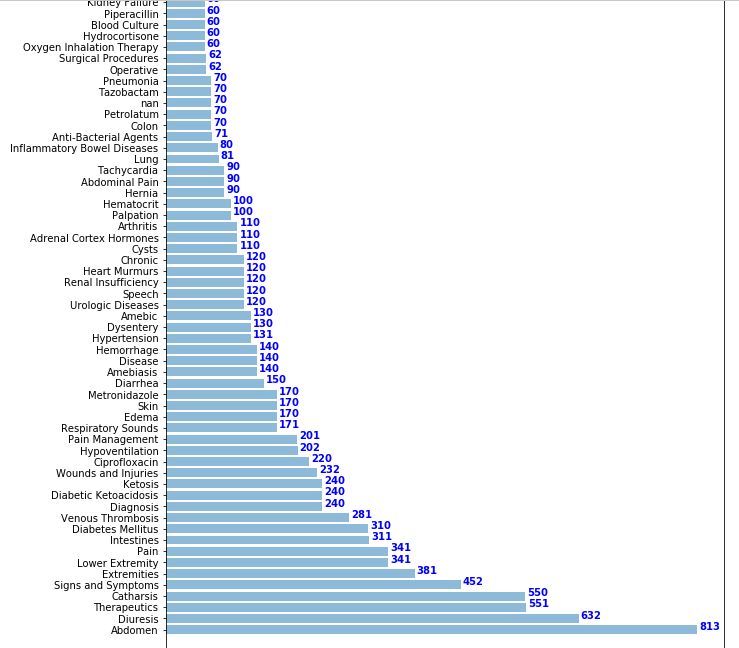 Kidney Failure
Piperacillin 60
Blood Culture 60
Hydrocortisone 60
Oxygen Inhalation Therapy 60
Surgical Procedures 62
Operative 62
Pneumonia 70
Tazobactam 70
nan 70
Petrolatum 70
Colon 70
Anti-Bacterial Agents 71
Inflammatory Bowel Diseases 80
Lung 81
Tachycardia 90
Abdominal Pain 90
Hernia 90
Hematocrit 100
Palpation 100
Arthritis 110
Adrenal Cortex Hormones 110
Cysts 110
Chronic 120
Heart Murmurs 120
Renal Insufficiency 120
Speech 120
Urologic Diseases 120
Amebic 130
Dysentery 130
Hypertension 131
Hemorrhage 140
Disease 140
Amebiasis 140
Diarrhea 150
Metronidazole 170
Skin 170
Edema 170
Respiratory Sounds 171
Pain Management 201
Hypoventilation 202
Ciprofloxacin 220
Wounds and Injuries 232
Ketosis 240
Diabetic Ketoacidosis 240
Diagnosis 240
Venous Thrombosis 281
Diabetes Mellitus 310
Intestines 311
Pain 341
Lower Extremity 341
Extremities 381
Signs and Symptoms 452
Catharsis 550
Therapeutics 551
Diuresis 632
Abdomen 813